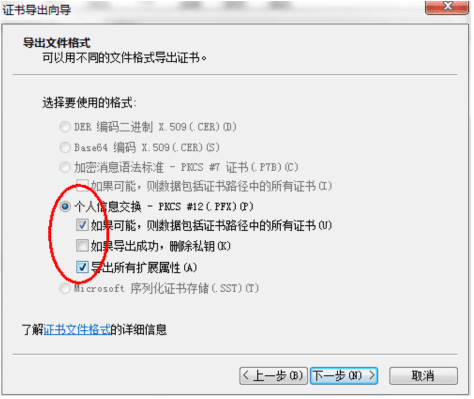 证书导出向导
导出文件格式
可以用不同的文件格式导出证书。
选择要使用的格式:
DER 编码二进制 X.509(.CER)(D)
Base64 编码 X.509(.CER)(S)
加密消息语法标准 - PKCS #7 证书(.P7B)(C)
如果可能，则数据包括证书路径中的所有证书(I)
个人信息交换 - PKCS #12(.PFX)(P)
如果可能，则数据包括证书路径中的所有证书(U)
如果导出成功，删除私钥(K)
导出所有扩展属性(A)
Microsoft 序列化证书存储(.SST)(T)
了解证书文件格式的详细信息
< 上一步(B) 下一步(N) > 取消